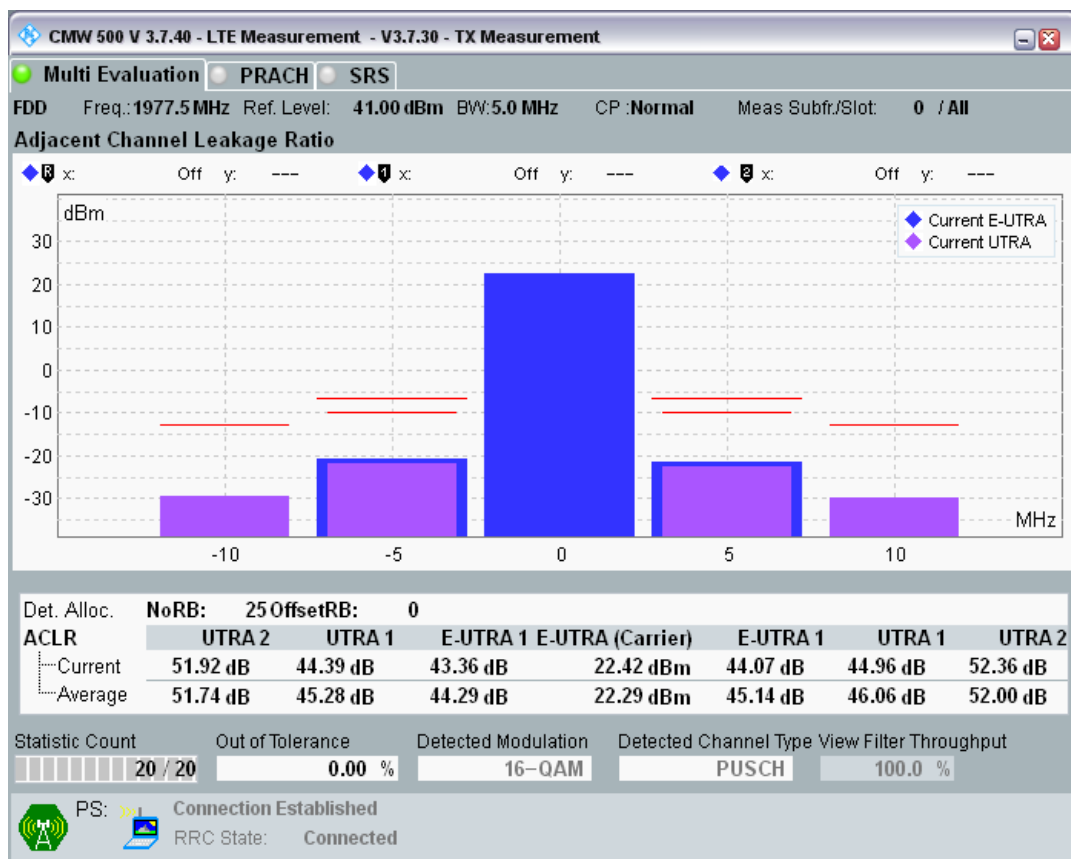 CMW 500 V 3.7.40 - LTE Measurement - V3.7.30 - TX Measurement
Multi Evaluation PRACH SRS
FDD Freq.: 1977.5 MHz Ref. Level: 41.00 dBm BW: 5.0 MHz CP : Normal Meas Subfr./Slot: 0 / All
Adjacent Channel Leakage Ratio
R x: Off y: --- 1 x: Off y: --- 2 x: Off y: ---
dBm
Current E-UTRA
Current UTRA
30
20
10
0
-10
-20
-30
MHz
-10 -5 0 5 10
Det. Alloc. NoRB: 25 OffsetRB: 0
ACLR UTRA 2 UTRA 1 E-UTRA 1 E-UTRA (Carrier) E-UTRA 1 UTRA 1 UTRA 2
Current 51.92 dB 44.39 dB 43.36 dB 22.42 dBm 44.07 dB 44.96 dB 52.36 dB
Average 51.74 dB 45.28 dB 44.29 dB 22.29 dBm 45.14 dB 46.06 dB 52.00 dB
Statistic Count Out of Tolerance Detected Modulation Detected Channel Type View Filter Throughput
20 / 20 0.00 % 16-QAM PUSCH 100.0 %
PS: Connection Established
RRC State: Connected